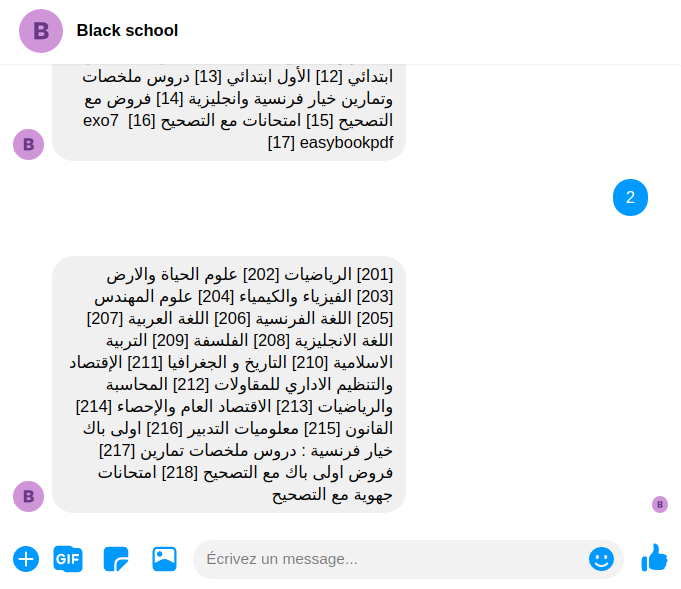 B
Black school
ابتدائي [12] الأول ابتدائي [13] دروس ملخصات
وتمارين خيار فرنسية وانجليزية [14] فروض مع
التصحيح [15] امتحانات مع التصحيح [16] exo7
[17] easybookpdf
B
2
[201] الرياضيات [202] علوم الحياة والارض
[203] الفيزياء والكيمياء [204] علوم المهندس
[205] اللغة الفرنسية [206] اللغة العربية [207]
اللغة الانجليزية [208] الفلسفة [209] التربية
الاسلامية [210] التاريخ و الجغرافيا [211] الإقتصاد
والتنظيم الاداري للمقاولات [212] المحاسبة
والرياضيات [213] الاقتصاد العام والإحصاء [214]
القانون [215] معلوميات التدبير [216] اولى باك
خيار فرنسية : دروس ملخصات تمارين [217]
فروض اولى باك مع التصحيح [218] امتحانات
جهوية مع التصحيح
B
B
GIF
Écrivez un message...